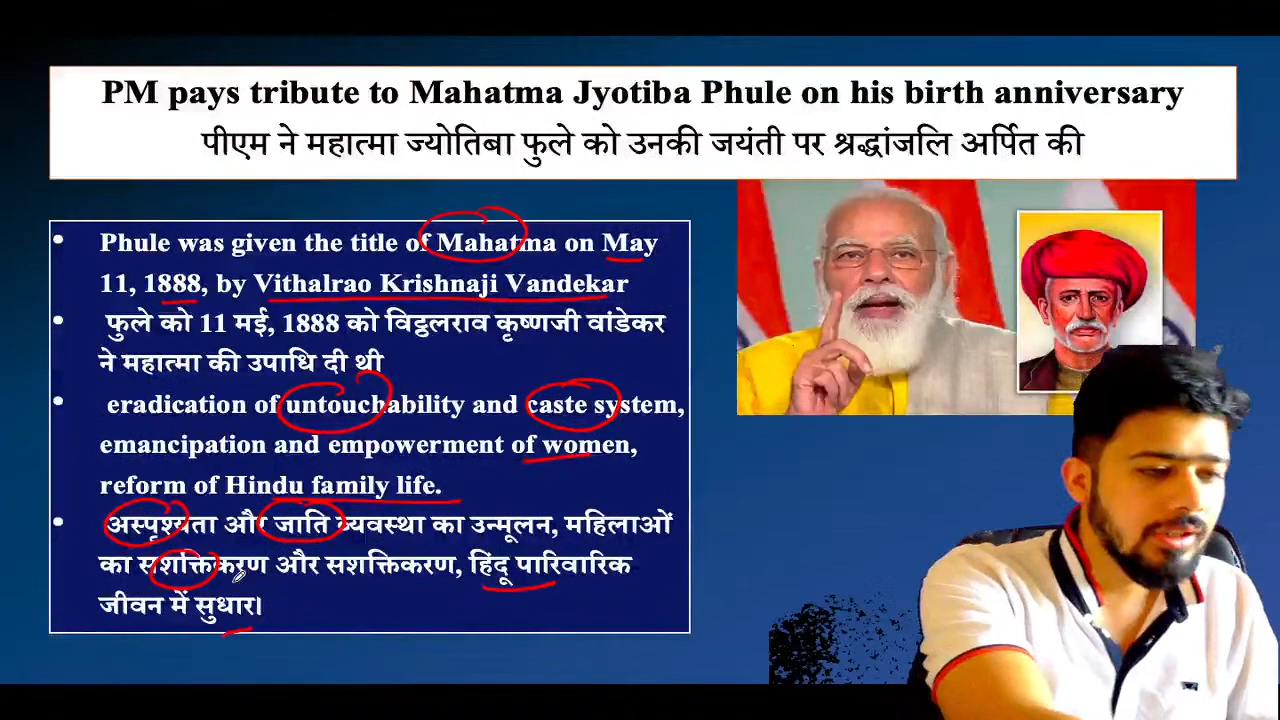 PM pays tribute to Mahatma Jyotiba Phule on his birth anniversary
पीएम ने महात्मा ज्योतिबा फुले को उनकी जयंती पर श्रद्धांजलि अर्पित की
• Phule was given the title of Mahatma on May
11, 1888, by Vithalrao Krishnaji Vandekar
• फुले को 11 मई, 1888 को विट्ठलराव कृष्णजी वांडेकर
ने महात्मा की उपाधि दी थी
• eradication of untouchability and caste system,
emancipation and empowerment of women,
reform of Hindu family life.
• अस्पृश्यता और जाति व्यवस्था का उन्मूलन, महिलाओं
का सशक्तिकरण और सशक्तिकरण, हिंदू पारिवारिक
जीवन में सुधार।